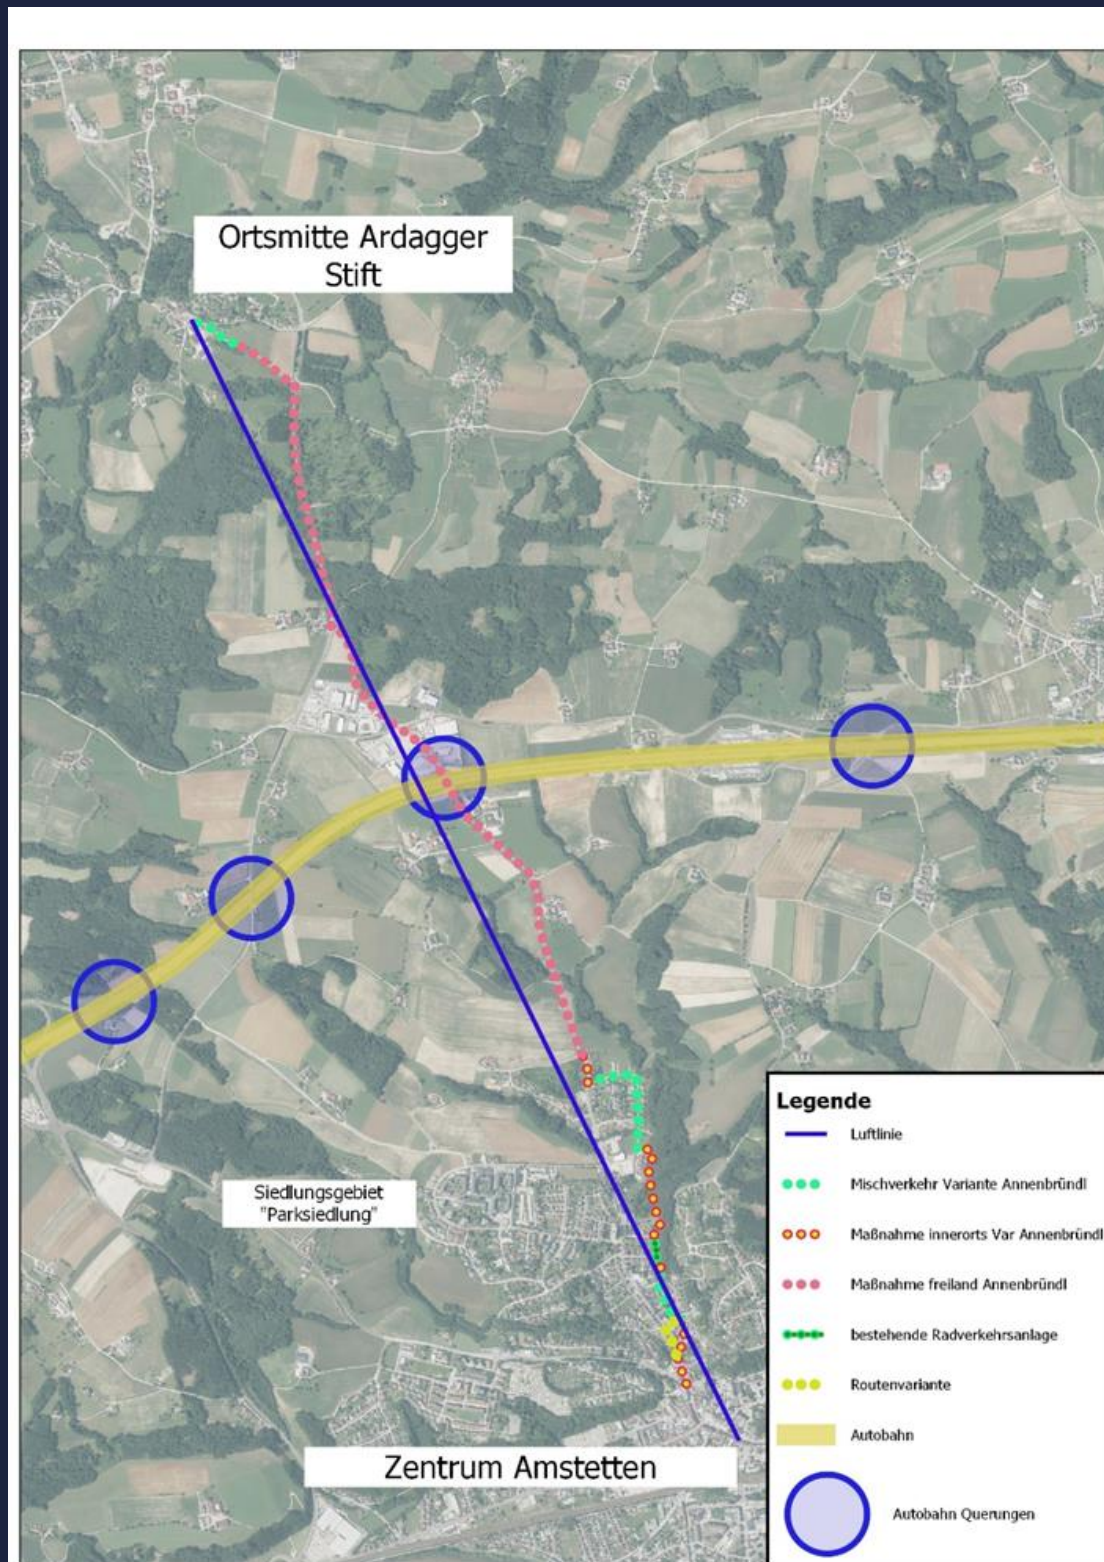 Ortsmitte Ardagger
Stift
Siedlungsgebiet
"Parksiedlung"
Zentrum Amstetten
Legende
Luftlinie
Mischverkehr Variante Annenbründl
Maßnahme innerorts Var Annenbründl
Maßnahme freiland Annenbründl
bestehende Radverkehrsanlage
Routenvariante
Autobahn
Autobahn Querungen